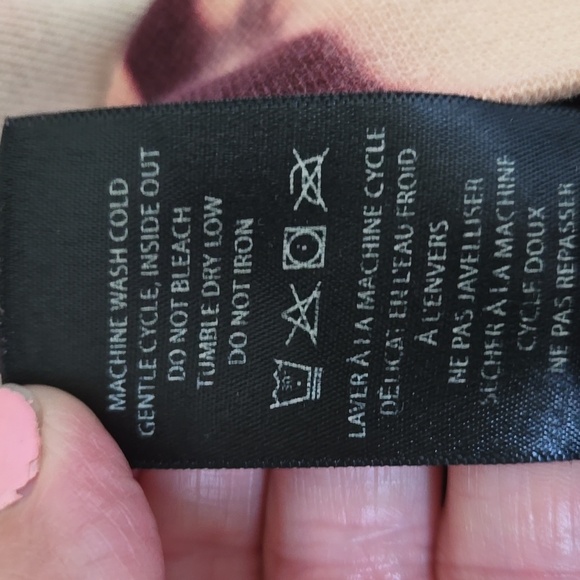 MACHINE WASH COLD
GENTLE CYCLE, INSIDE OUT
DO NOT BLEACH
TUMBLE DRY LOW
DO NOT IRON
30
LAVER À LA MACHINE CYCLE
DÉLICAT EN L'EAU FROID
À L'ENVERS
NE PAS JAVELLISER
SÉCHER À LA MACHINE
CYCLE DOUX
NE PAS REPASSER